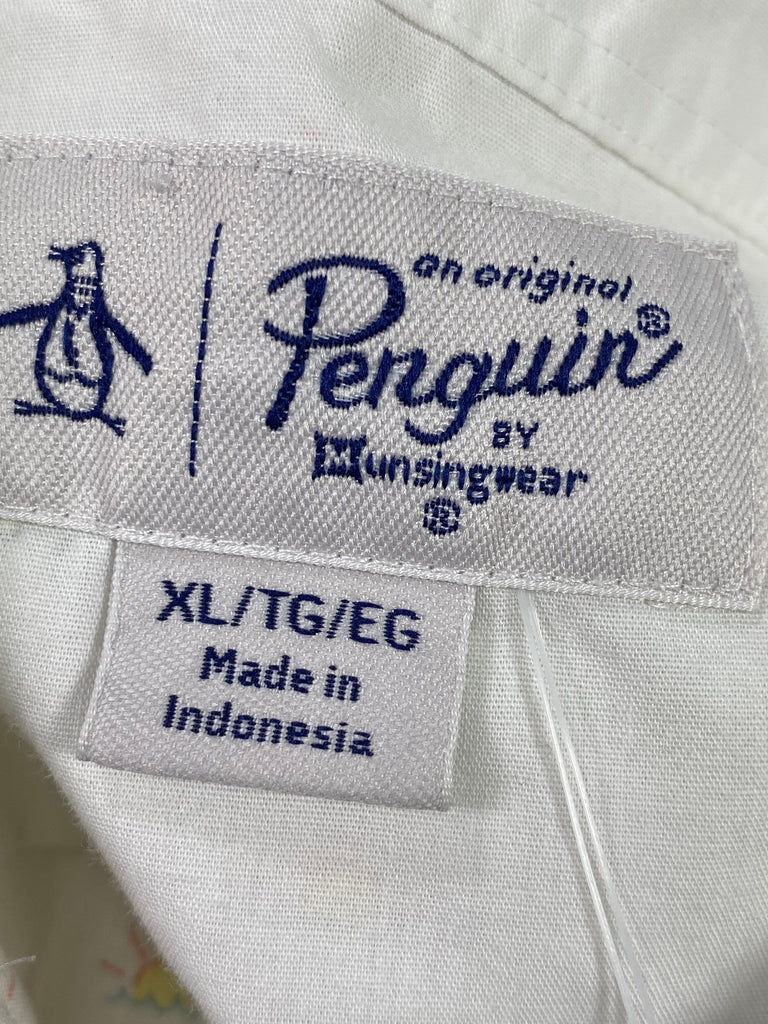 an original
Penguin®
BY
Munsingwear
®
XL/TG/EG
Made in
Indonesia